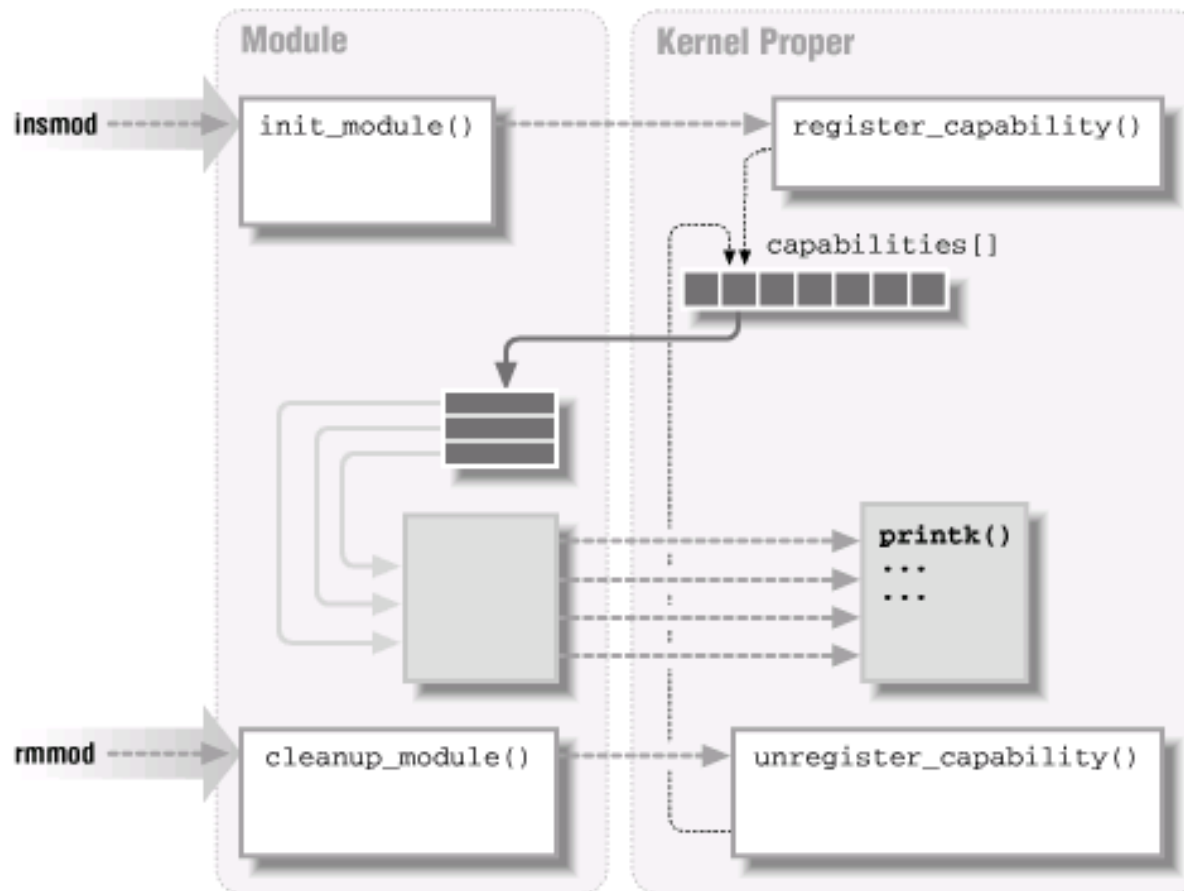 Module
Kernel Proper
insmod
init_module()
register_capability()
capabilities[]
printk()
...
...
rmmod
cleanup_module()
unregister_capability()